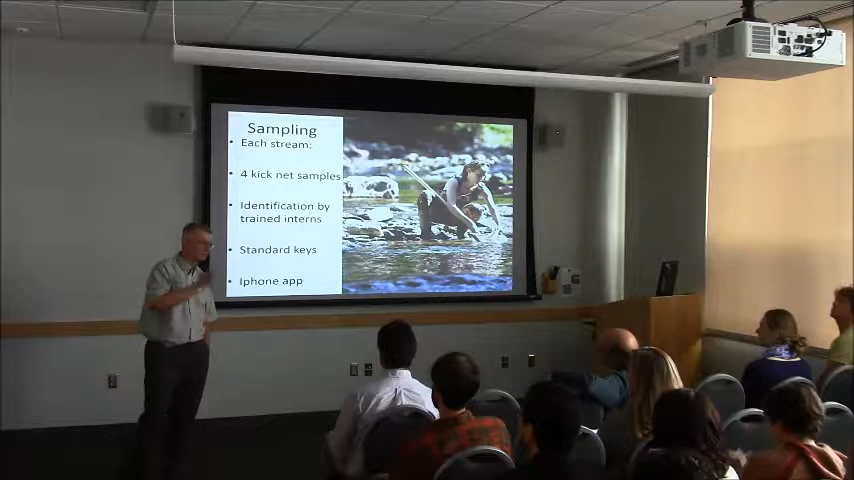 Sampling
• Each stream:
• 4 kick net samples
• Identification by
trained interns
• Standard keys
• Iphone app